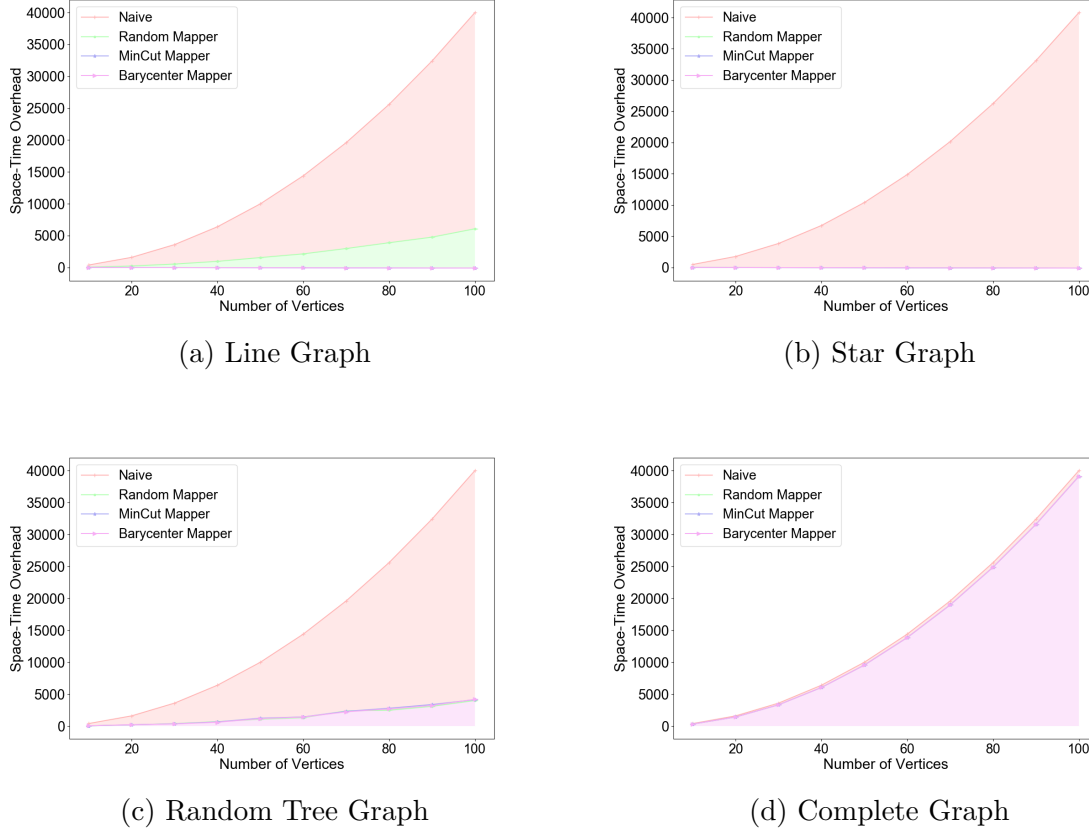 Naive
Random Mapper
MinCut Mapper
Barycenter Mapper
Space-Time Overhead
40000
35000
30000
25000
20000
15000
10000
5000
0
20 40 60 80 100
Number of Vertices
(a) Line Graph
Naive
Random Mapper
MinCut Mapper
Barycenter Mapper
Space-Time Overhead
40000
35000
30000
25000
20000
15000
10000
5000
0
20 40 60 80 100
Number of Vertices
(b) Star Graph
Naive
Random Mapper
MinCut Mapper
Barycenter Mapper
Space-Time Overhead
40000
35000
30000
25000
20000
15000
10000
5000
0
20 40 60 80 100
Number of Vertices
(c) Random Tree Graph
Naive
Random Mapper
MinCut Mapper
Barycenter Mapper
Space-Time Overhead
40000
35000
30000
25000
20000
15000
10000
5000
0
20 40 60 80 100
Number of Vertices
(d) Complete Graph